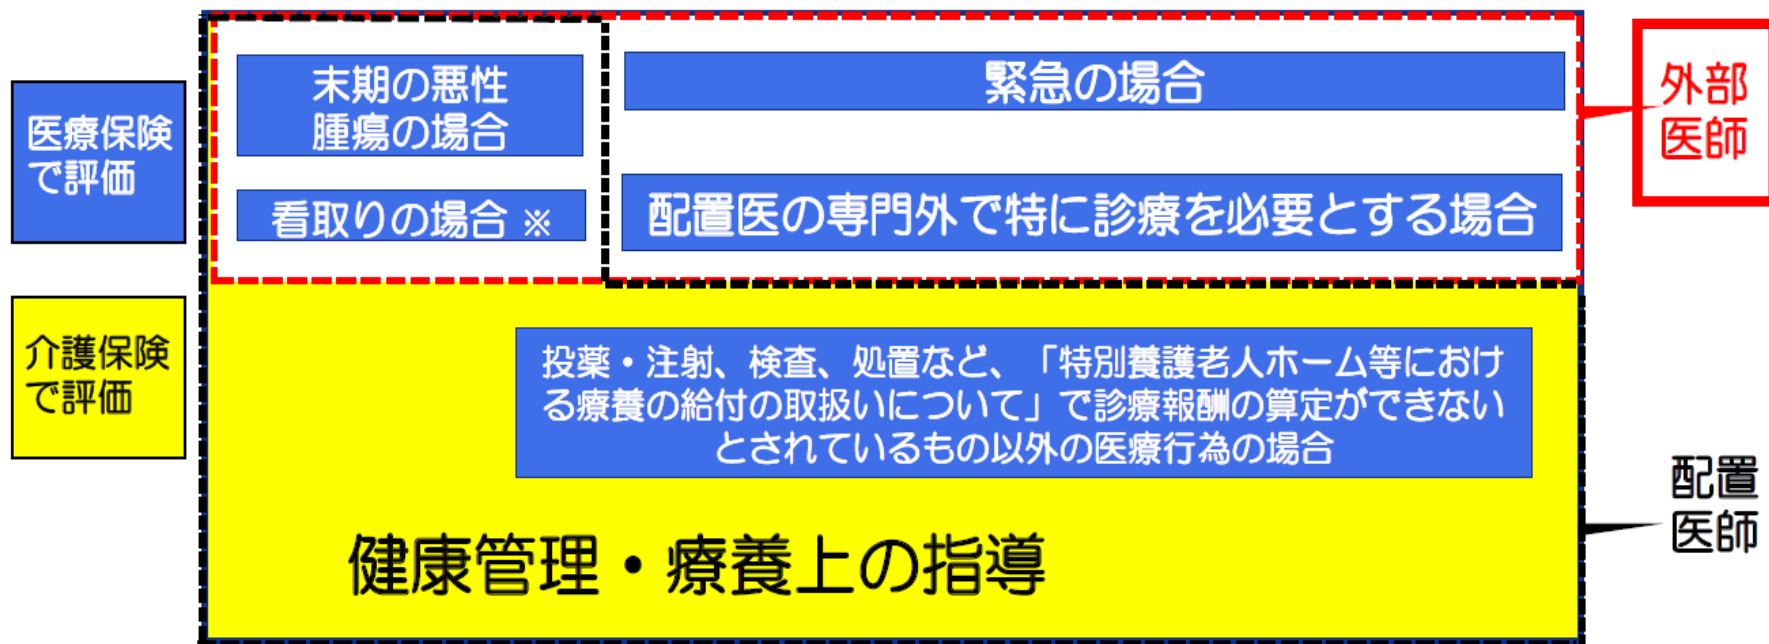 医療保険
で評価
介護保険
で評価
末期の悪性
腫瘍の場合
看取りの場合 ※
緊急の場合
配置医の専門外で特に診療を必要とする場合
外部
医師
投薬・注射、検査、処置など、「特別養護老人ホーム等におけ
る療養の給付の取扱いについて」で診療報酬の算定ができない
とされているもの以外の医療行為の場合
健康管理・療養上の指導
配置
医師